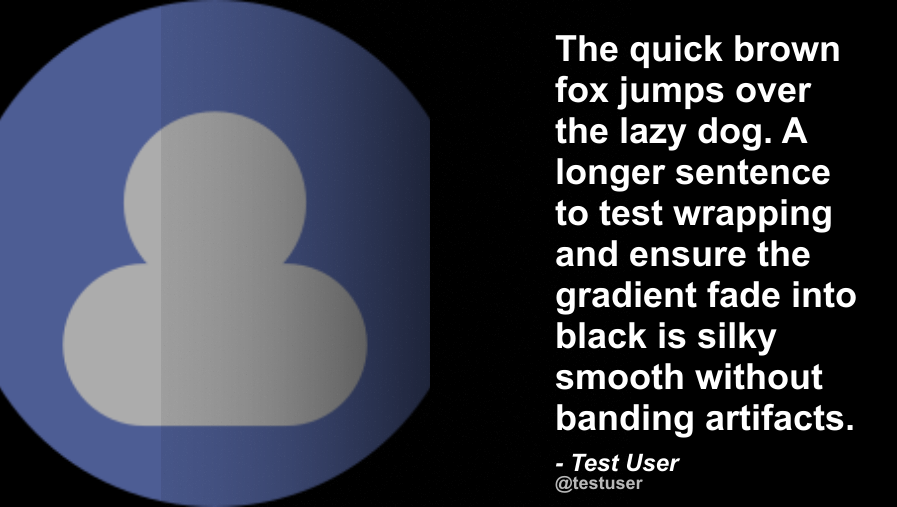 The quick brown
fox jumps over
the lazy dog. A
longer sentence
to test wrapping
and ensure the
gradient fade into
black is silky
smooth without
banding artifacts.
- Test User
@testuser